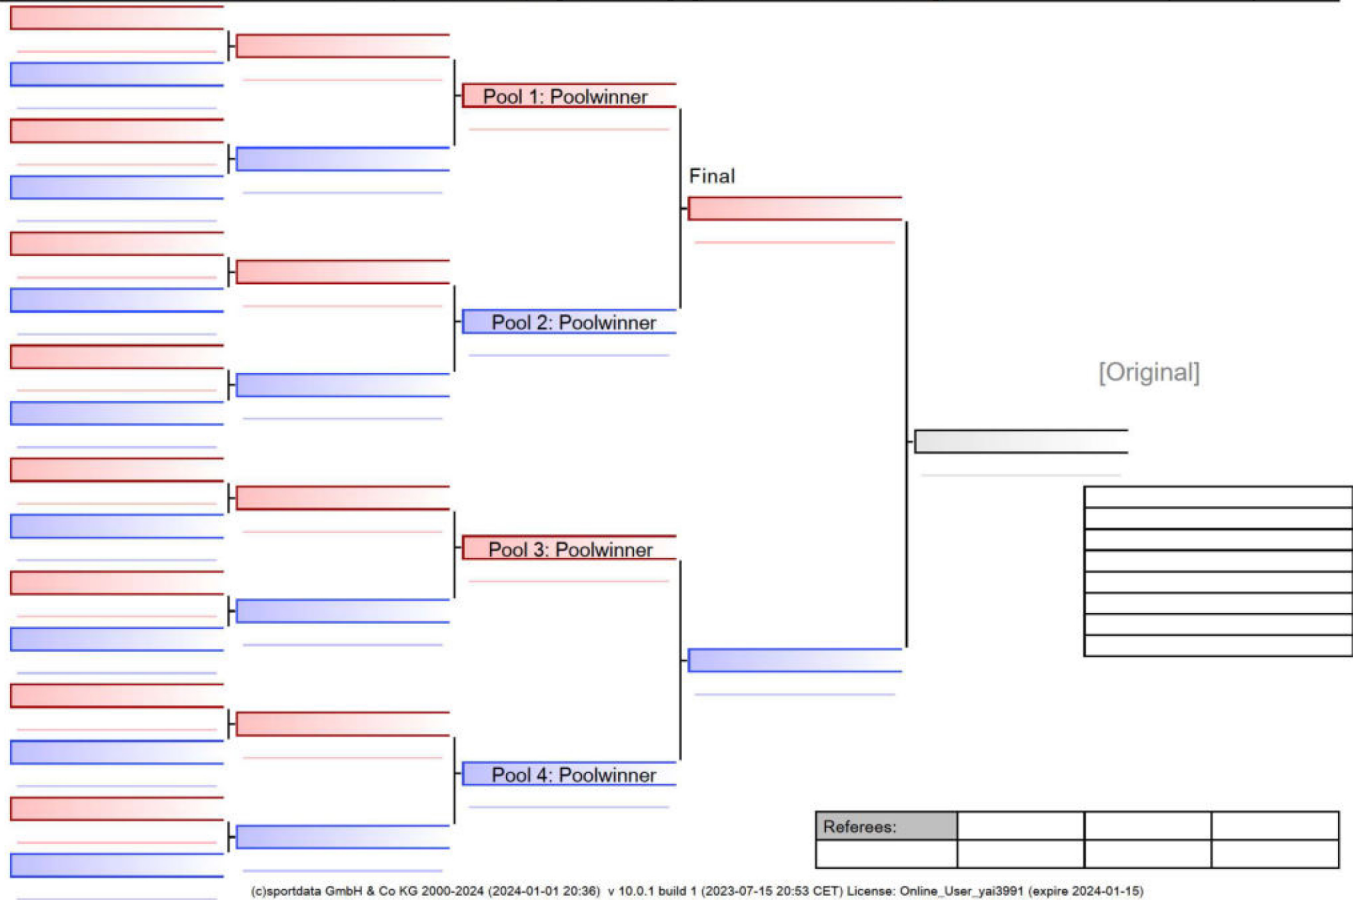 Pool 1: Poolwinner
Final
Pool 2: Poolwinner
[Original]
Pool 3: Poolwinner
Pool 4: Poolwinner
Referees:
(c)sportdata GmbH & Co KG 2000-2024 (2024-01-01 20:36) v 10.0.1 build 1 (2023-07-15 20:53 CET) License: Online_User_yai3991 (expire 2024-01-15)